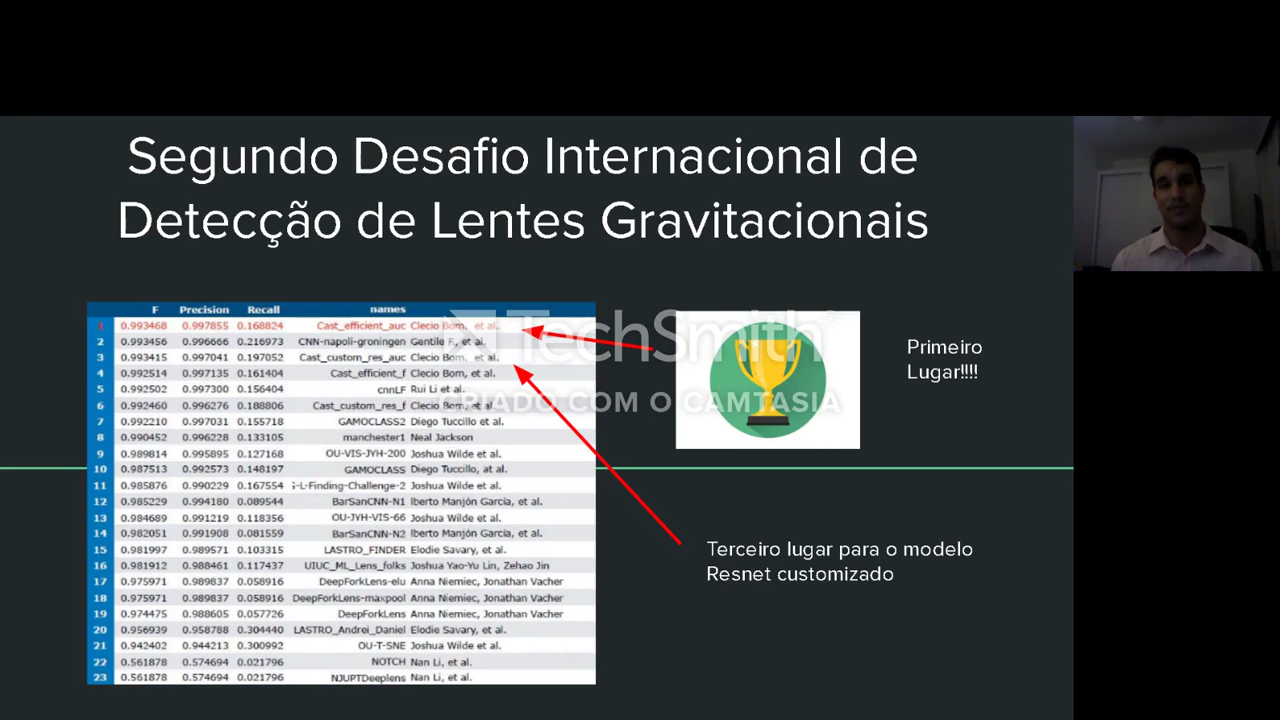 Segundo Desafio Internacional de
Detecção de Lentes Gravitacionais
F Precision Recall names
1 0.993468 0.997855 0.168824 Cast_efficient_auc Clecio Bom, et al.
2 0.993456 0.996666 0.216973 CNN-napoli-groningen Gentile F., et al.
3 0.993415 0.997041 0.197052 Cast_custom_res_auc Clecio Bom, et al.
4 0.992514 0.997135 0.161404 Cast_efficient_f Clecio Bom, et al.
5 0.992502 0.997300 0.156404 cnnLF Rui Li et al.
6 0.992460 0.996276 0.188806 Cast_custom_res_f Clecio Bom, et al.
7 0.992210 0.997031 0.155718 GAMOCLASS2 Diego Tuccillo et al.
8 0.990452 0.996228 0.133105 manchester1 Neal Jackson
9 0.989814 0.995895 0.127168 OU-VIS-JYH-200 Joshua Wilde et al.
10 0.987513 0.992573 0.148197 GAMOCLASS Diego Tuccillo, at al.
11 0.985876 0.990229 0.167554 -L-Finding-Challenge-2 Joshua Wilde et al.
12 0.985229 0.994180 0.089544 BarSanCNN-N1 lberto Manjón García, et al.
13 0.984689 0.991219 0.118356 OU-JYH-VIS-66 Joshua Wilde et al.
14 0.982051 0.991908 0.081559 BarSanCNN-N2 lberto Manjón García, et al.
15 0.981997 0.989571 0.103315 LASTRO_FINDER Elodie Savary, et al.
16 0.981912 0.988461 0.117437 UIUC_ML_Lens_folks Joshua Yao-Yu Lin, Zehao Jin
17 0.975971 0.989837 0.058916 DeepForkLens-elu Anna Niemiec, Jonathan Vacher
18 0.975971 0.989837 0.058916 DeepForkLens-maxpool Anna Niemiec, Jonathan Vacher
19 0.974475 0.988605 0.057726 DeepForkLens Anna Niemiec, Jonathan Vacher
20 0.956939 0.958788 0.304440 LASTRO_Andrei_Daniel Elodie Savary, et al.
21 0.942402 0.944213 0.300992 OU-T-SNE Joshua Wilde et al.
22 0.561878 0.574694 0.021796 NOTCH Nan Li, et al.
23 0.561878 0.574694 0.021796 NJUPTDeeplens Nan Li, et al.
TechSmith
CRIADO COM O CAMTASIA
Primeiro
Lugar!!!!
Terceiro lugar para o modelo
Resnet customizado